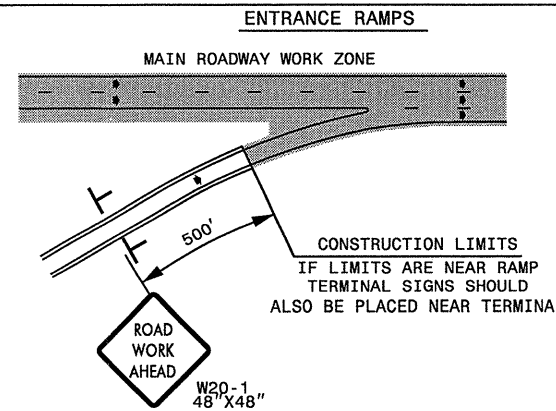 ENTRANCE RAMPS
MAIN ROADWAY WORK ZONE
500'
CONSTRUCTION LIMITS
IF LIMITS ARE NEAR RAMP
TERMINAL SIGNS SHOULD
ALSO BE PLACED NEAR TERMINA
ROAD
WORK
AHEAD
W20-1
48"X48"